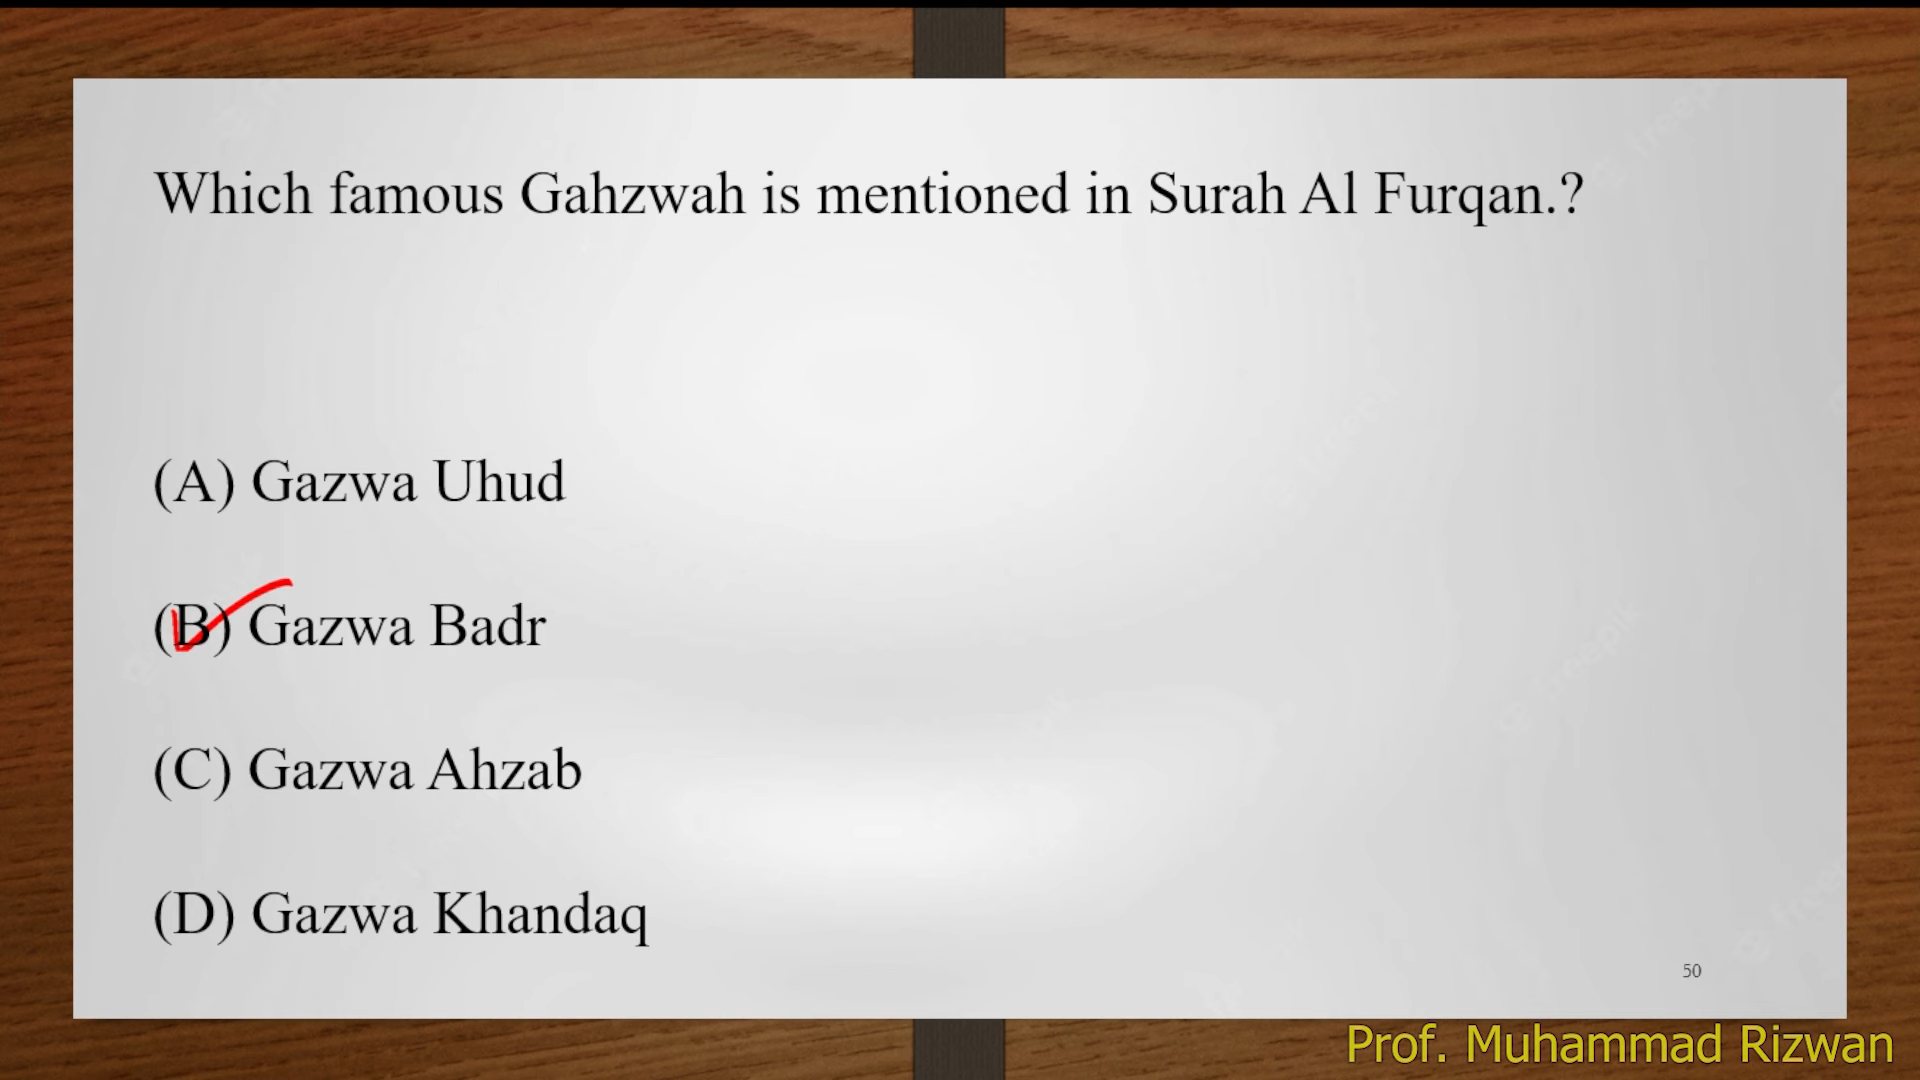 Which famous Gahzwah is mentioned in Surah Al Furqan.?
(A) Gazwa Uhud
(B) Gazwa Badr
(C) Gazwa Ahzab
(D) Gazwa Khandaq
50
Prof. Muhammad Rizwan